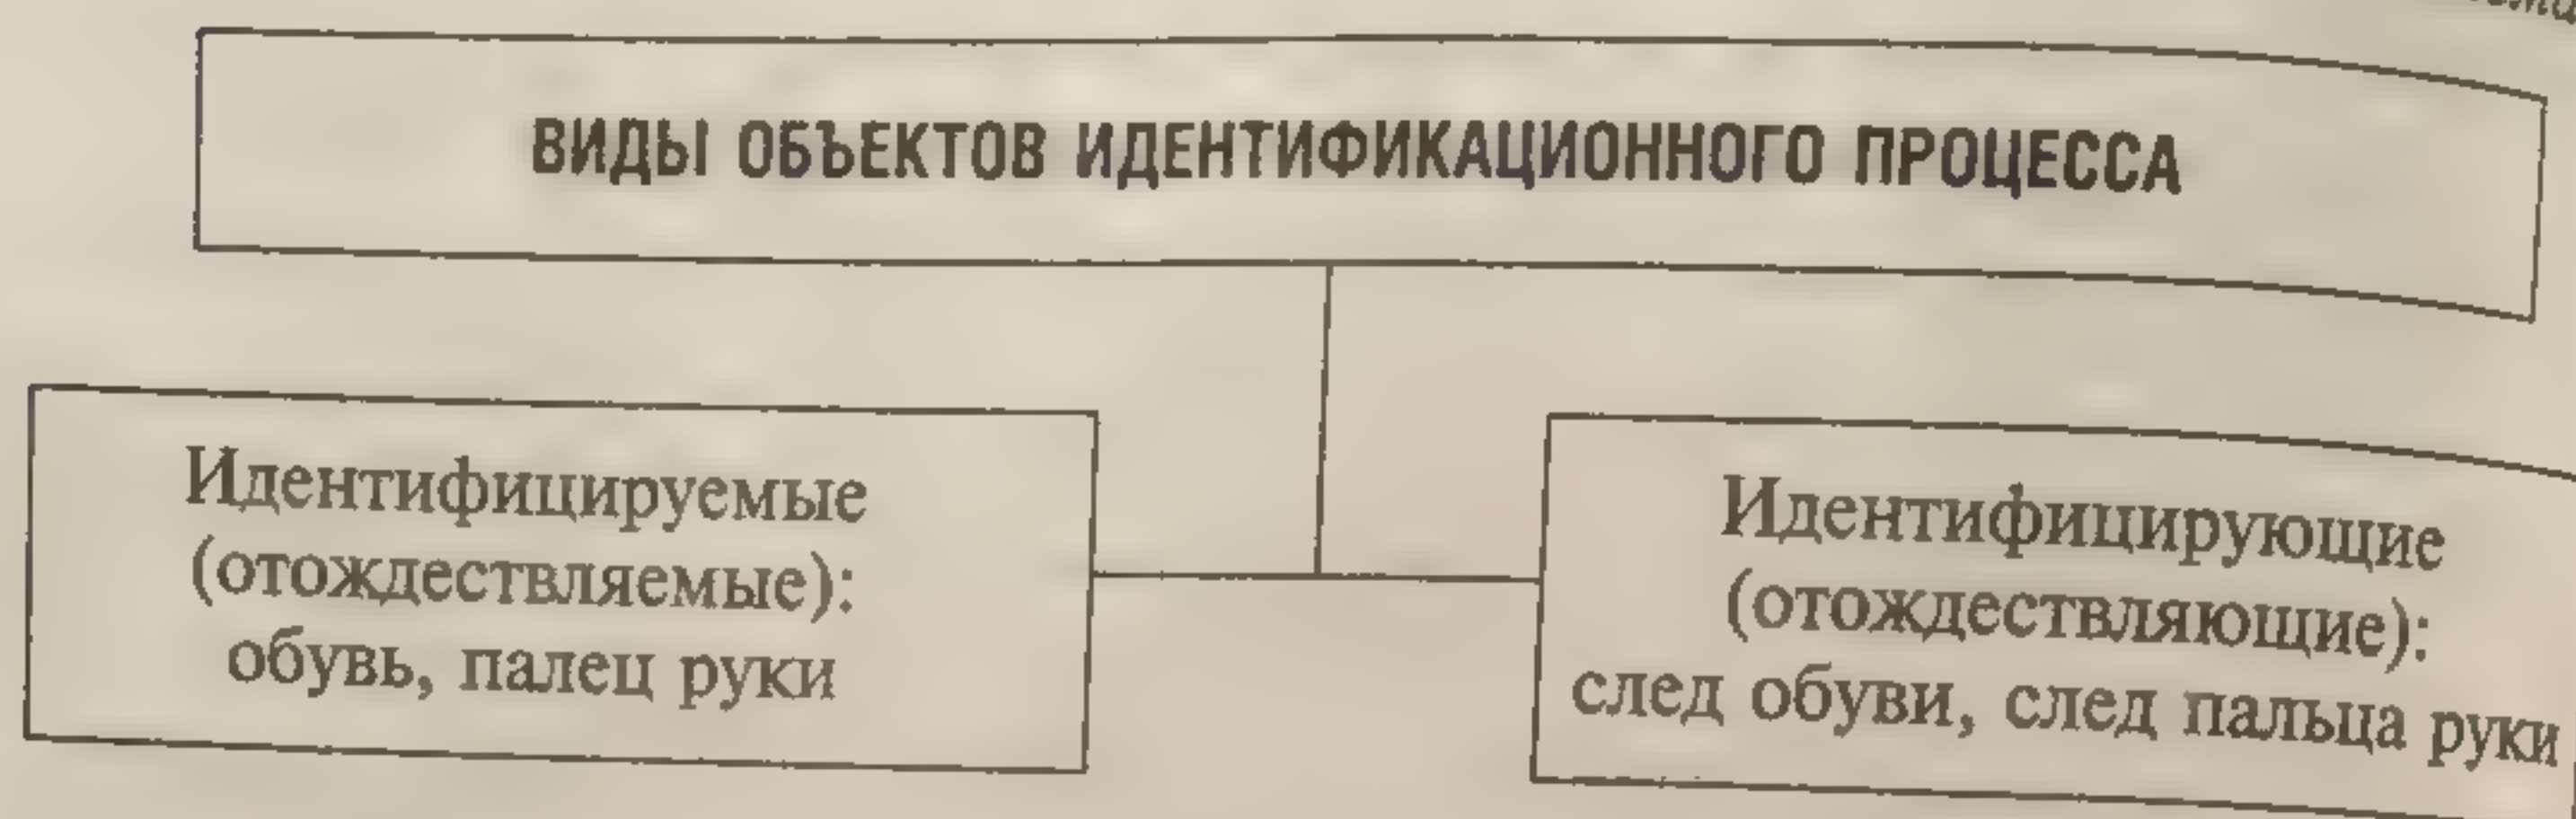 ВИДЫ ОБЪЕКТОВ ИДЕНТИФИКАЦИОННОГО ПРОЦЕССА
Идентифицируемые
(отождествляемые):
обувь, палец руки
Идентифицирующие
(отождествляющие):
след обуви, след пальца руки